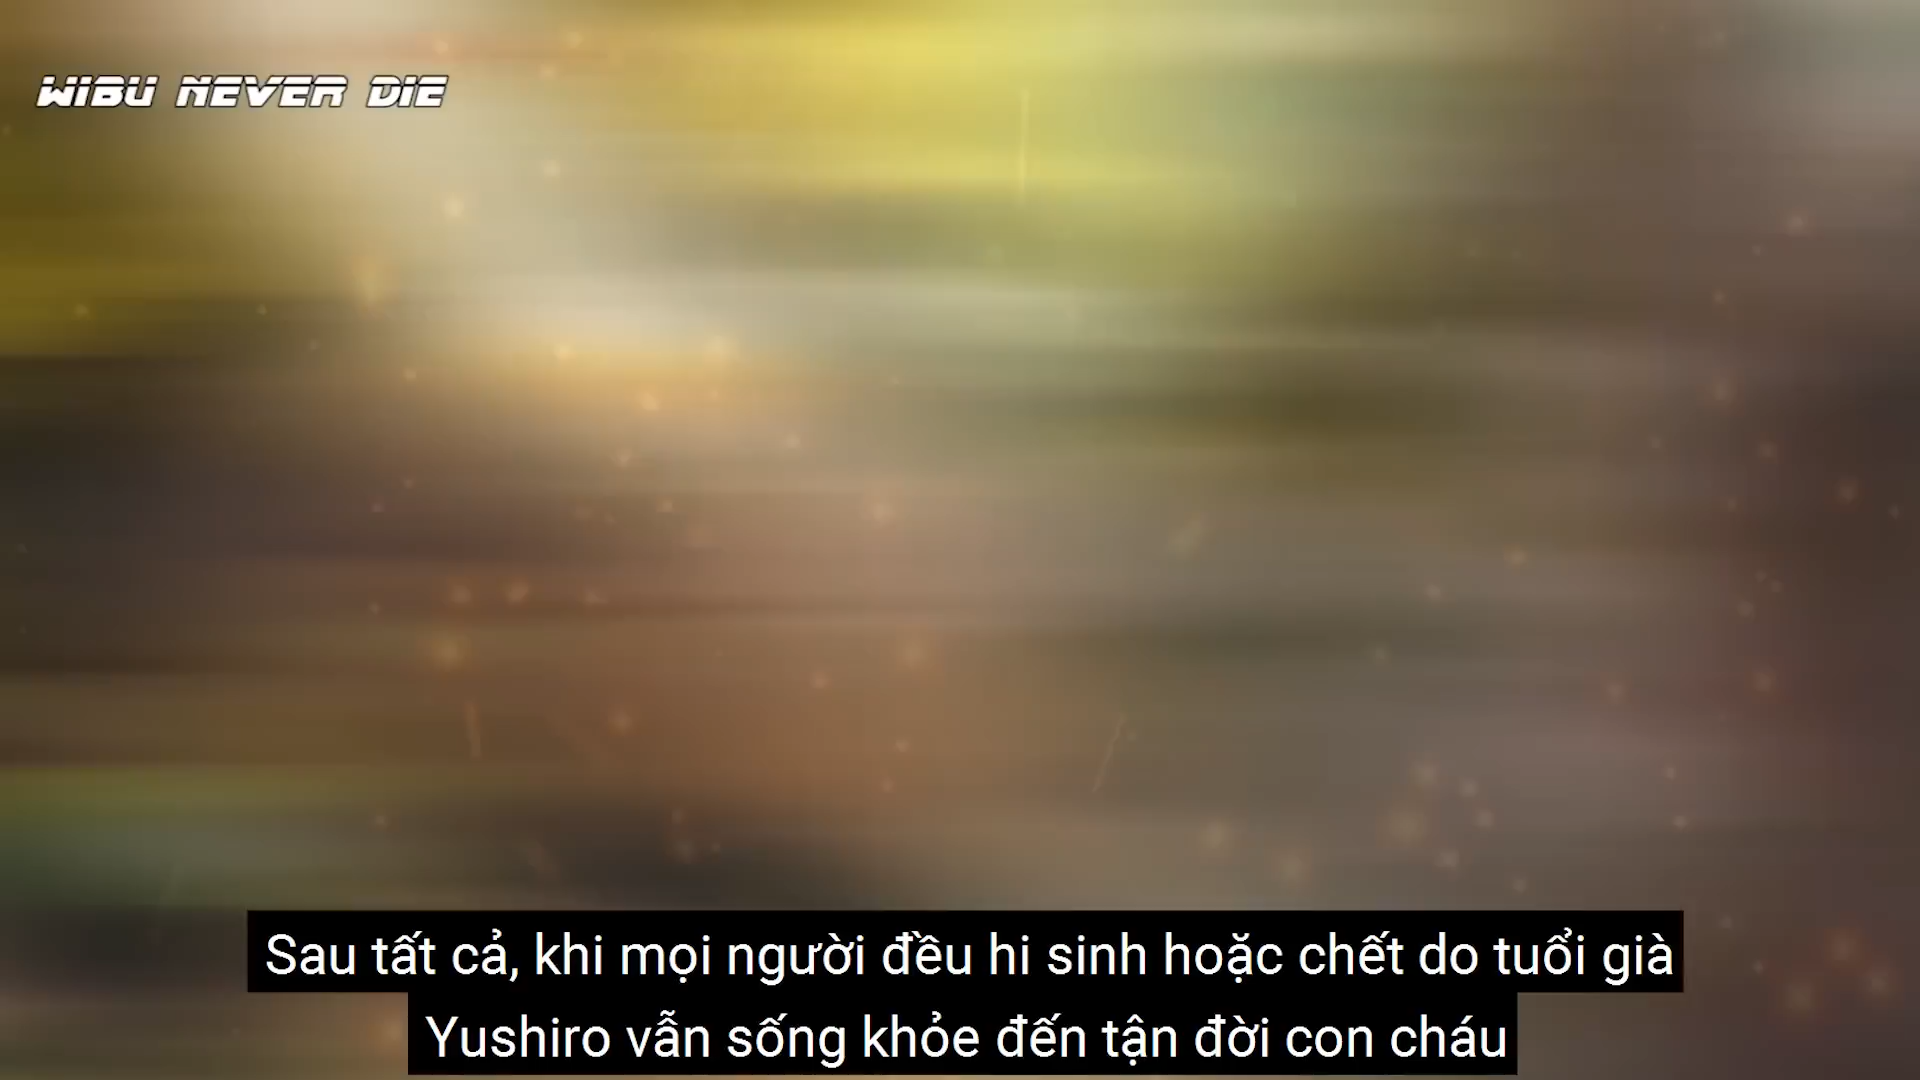 WIBU NEVER DIE
Sau tất cả, khi mọi người đều hi sinh hoặc chết do tuổi già
Yushiro vẫn sống khỏe đến tận đời con cháu